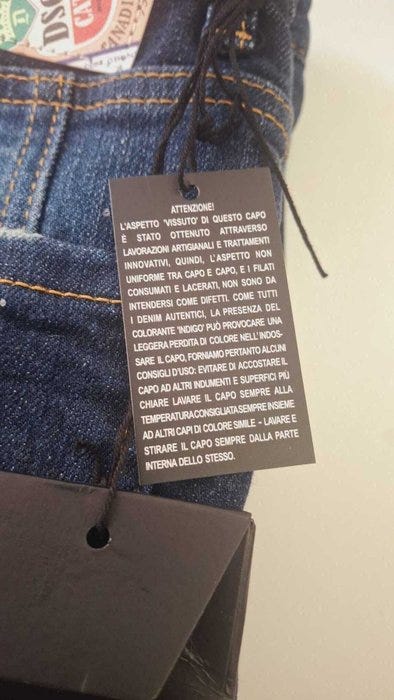 DS
CAT
NADI
ATTENZIONE!
L'ASPETTO 'VISSUTO' DI QUESTO CAPO
È STATO OTTENUTO ATTRAVERSO
LAVORAZIONI ARTIGIANALI E TRATTAMENTI
INNOVATIVI, QUINDI, L'ASPETTO NON
UNIFORME TRA CAPO E CAPO, E I FILATI
CONSUMATI E LACERATI, NON SONO DA
INTENDERSI COME DIFETTI. COME TUTTI
I DENIM AUTENTICI, LA PRESENZA DEL
COLORANTE 'INDIGO' PUÒ PROVOCARE UNA
LEGGERA PERDITA DI COLORE NELL'INDOS-
SARE IL CAPO, FORNIAMO PERTANTO ALCUNI
CONSIGLI D'USO: EVITARE DI ACCOSTARE IL
CAPO AD ALTRI INDUMENTI E SUPERFICI PIÙ
CHIARE LAVARE IL CAPO SEMPRE ALLA
TEMPERATURA CONSIGLIATA SEMPRE INSIEME
AD ALTRI CAPI DI COLORE SIMILE - LAVARE E
STIRARE IL CAPO SEMPRE DALLA PARTE
INTERNA DELLO STESSO.